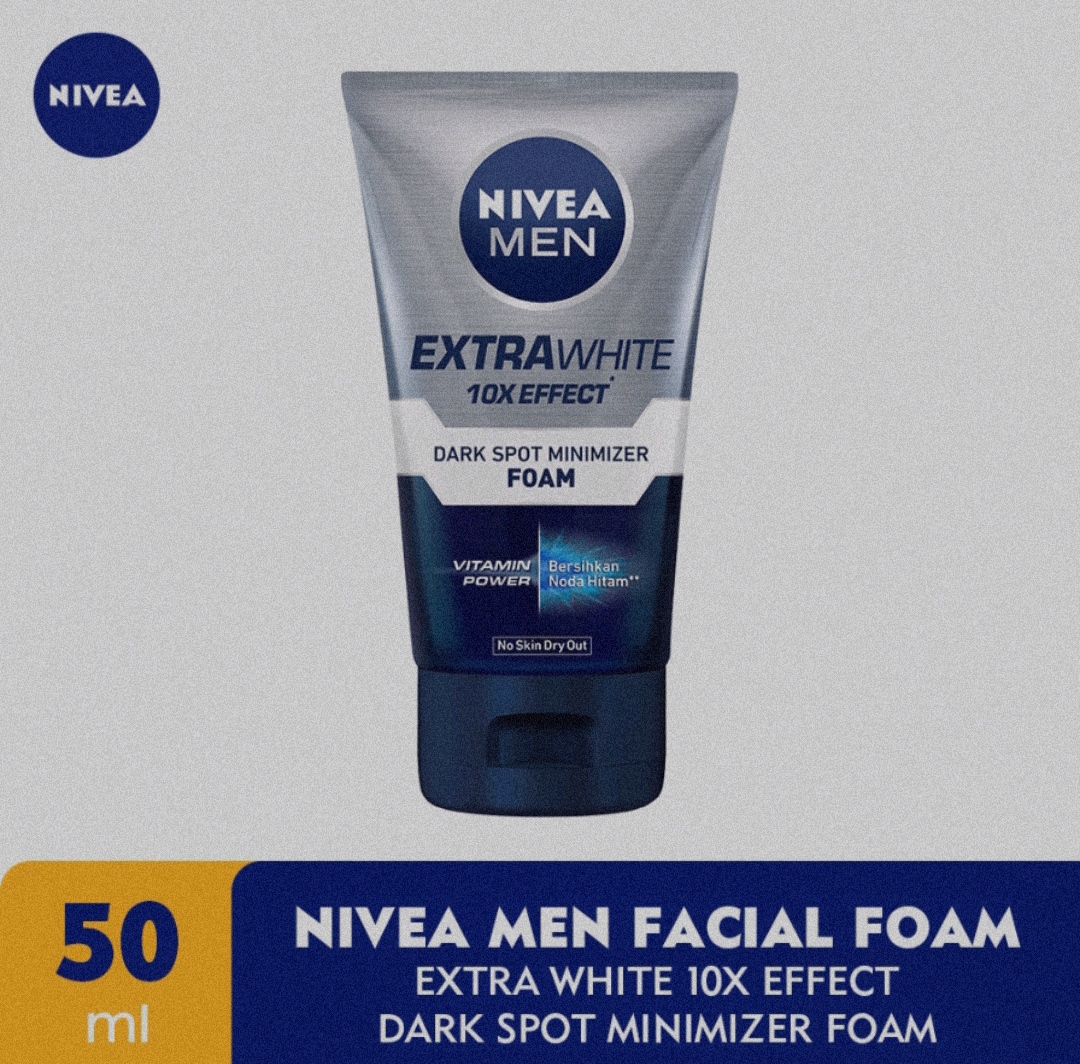 NIVEA
NIVEA
MEN
EXTRAWHITE
10X EFFECT*
DARK SPOT MINIMIZER
FOAM
VITAMIN POWER
Bersihkan Noda Hitam**
No Skin Dry Out
50
ml
NIVEA MEN FACIAL FOAM
EXTRA WHITE 10X EFFECT
DARK SPOT MINIMIZER FOAM